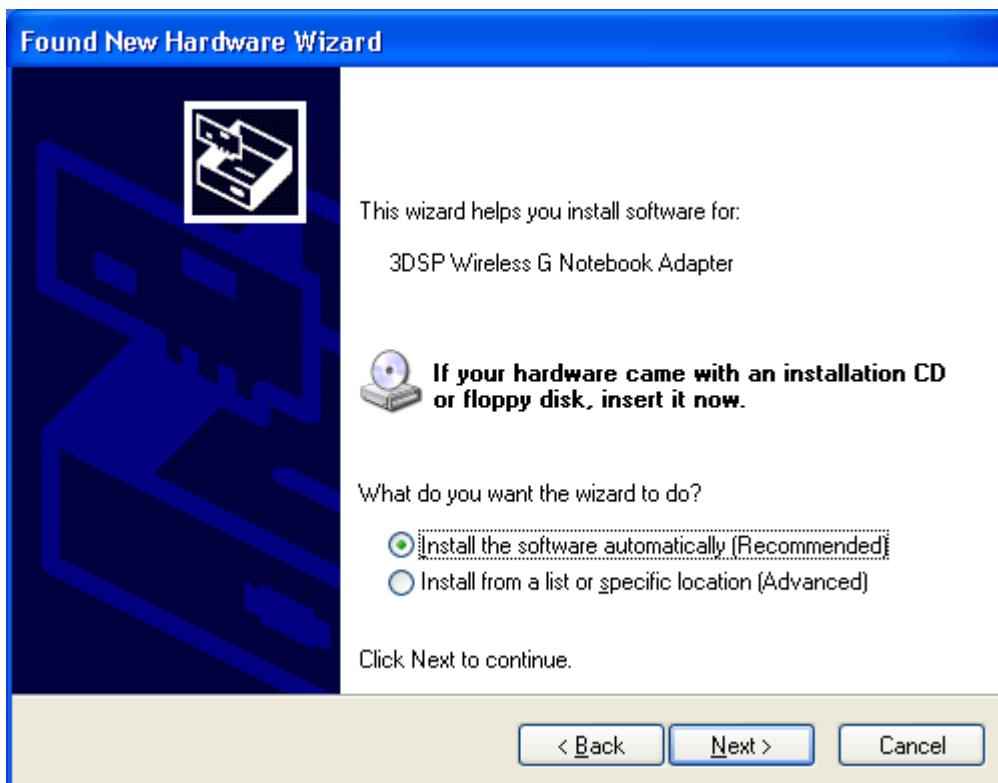 Found New Hardware Wizard
This wizard helps you install software for:
3DSP Wireless G Notebook Adapter
If your hardware came with an installation CD
or floppy disk, insert it now.
What do you want the wizard to do?
Install the software automatically (Recommended)
Install from a list or specific location (Advanced)
Click Next to continue.
< Back
Next >
Cancel